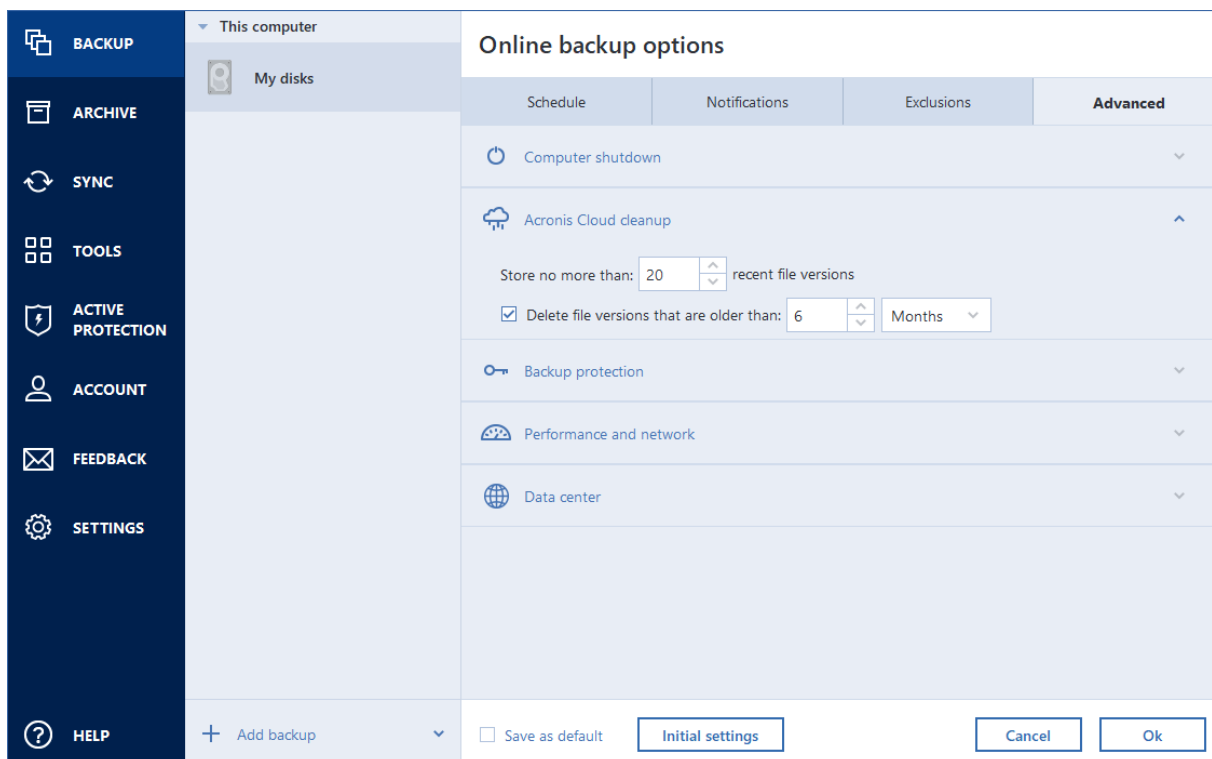 BACKUP
ARCHIVE
SYNC
TOOLS
ACTIVE
PROTECTION
ACCOUNT
FEEDBACK
SETTINGS
? HELP
This computer
My disks
+ Add backup
Online backup options
Schedule Notifications Exclusions Advanced
Computer shutdown
Acronis Cloud cleanup
Store no more than: 20 recent file versions
Delete file versions that are older than: 6 Months
Backup protection
Performance and network
Data center
Save as default Initial settings Cancel Ok